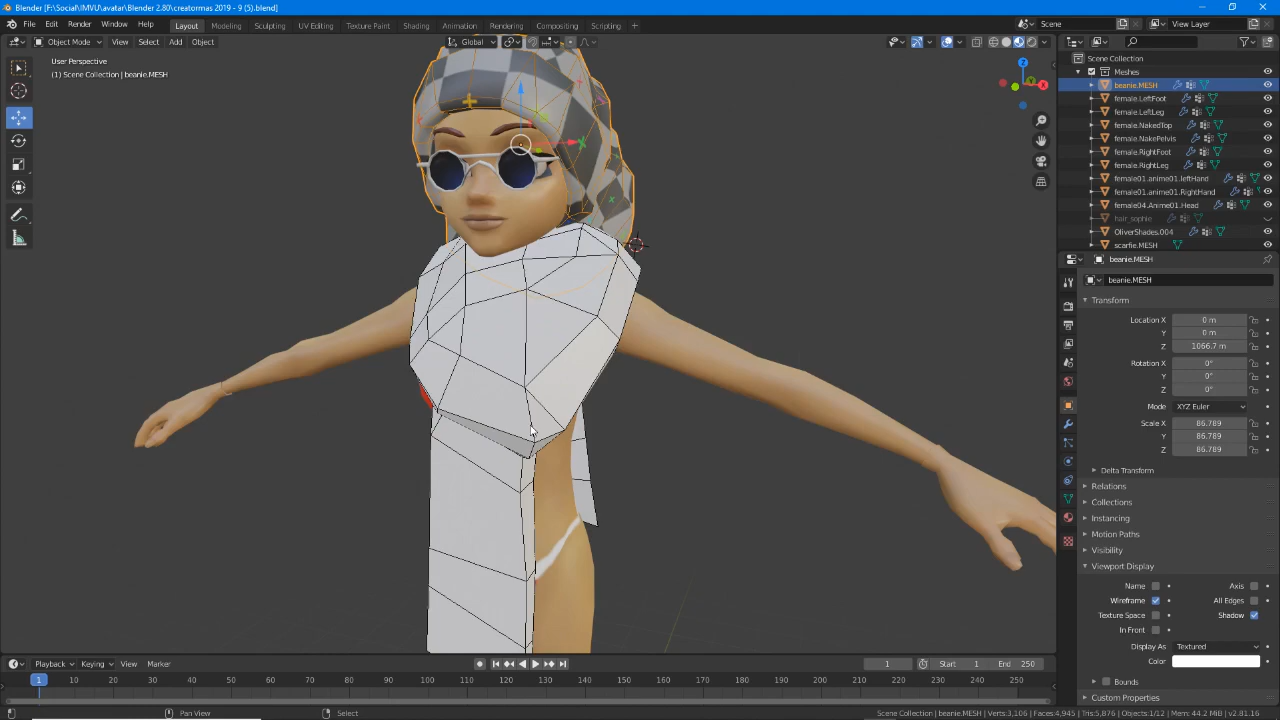 Blender [F:\Social\IMVU\avatar\Blender 2.80\creatormas 2019 - 9 (5).blend]
File Edit Render Window Help Layout Modeling Sculpting UV Editing Texture Paint Shading Animation Rendering Compositing Scripting + Scene View Layer
Object Mode View Select Add Object Global
User Perspective
(1) Scene Collection | beanie.MESH
Z
X
Y
Scene Collection
Meshes
beanie.MESH
female.LeftFoot
female.LeftLeg
female.NakedTop
female.NakePelvis
female.RightFoot
female.RightLeg
female01.anime01.leftHand
female01.anime01.RightHand
female04.Anime01.Head
hair_sophie
OliverShades.004
scarfie.MESH
beanie.MESH
beanie.MESH
Transform
Location X 0 m
Y 0 m
Z 1066.7 m
Rotation X 0°
Y 0°
Z 0°
Mode XYZ Euler
Scale X 86.789
Y 86.789
Z 86.789
Delta Transform
Relations
Collections
Instancing
Motion Paths
Visibility
Viewport Display
Name Axis
Wireframe All Edges
Texture Space Shadow
In Front
Display As Textured
Color
Bounds
Custom Properties
Playback Keying View Marker 1 Start 1 End 250
1 10 20 30 40 50 60 70 80 90 100 110 120 130 140 150 160 170 180 190 200 210 220 230 240 250
Pan View Select Scene Collection | beanie.MESH | Verts:3,106 | Faces:4,945 | Tris:5,876 | Objects:1/12 | Mem: 44.2 MiB | v2.81.16